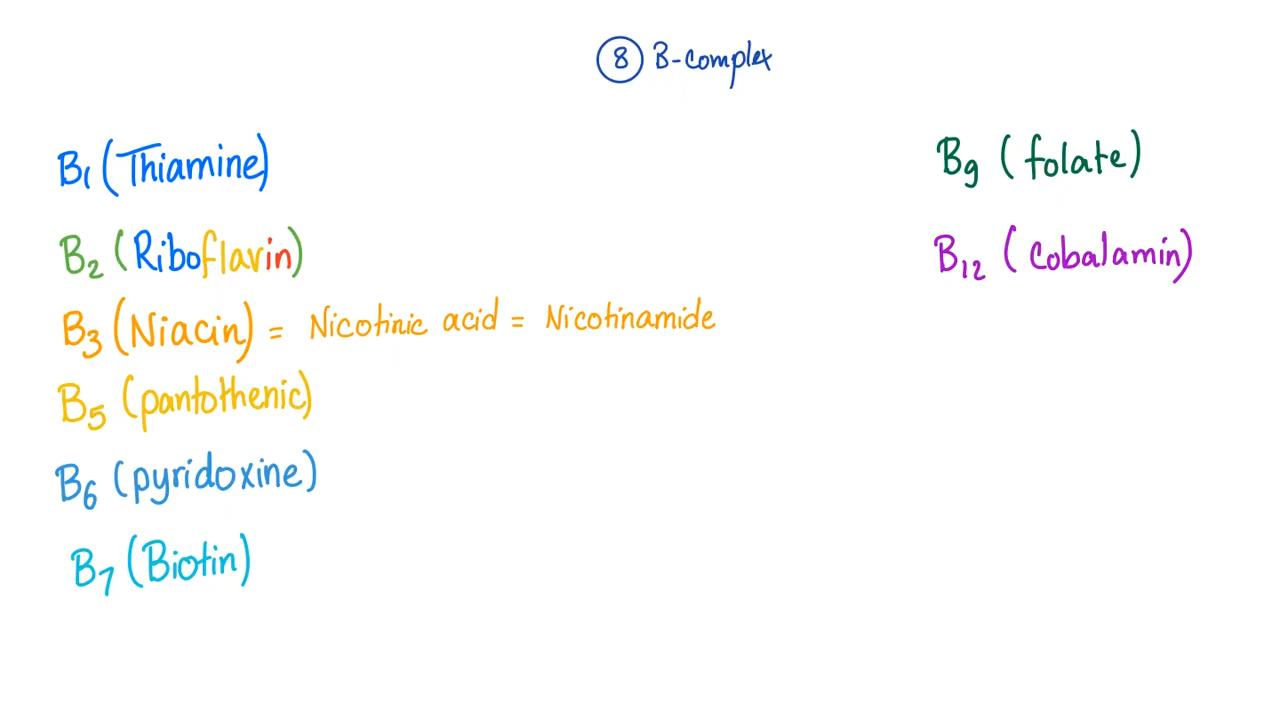 8 B-complex
B1 (Thiamine)
B2 (Riboflavin)
B3 (Niacin) = Nicotinic acid = Nicotinamide
B5 (pantothenic)
B6 (pyridoxine)
B7 (Biotin)
B9 (folate)
B12 (cobalamin)